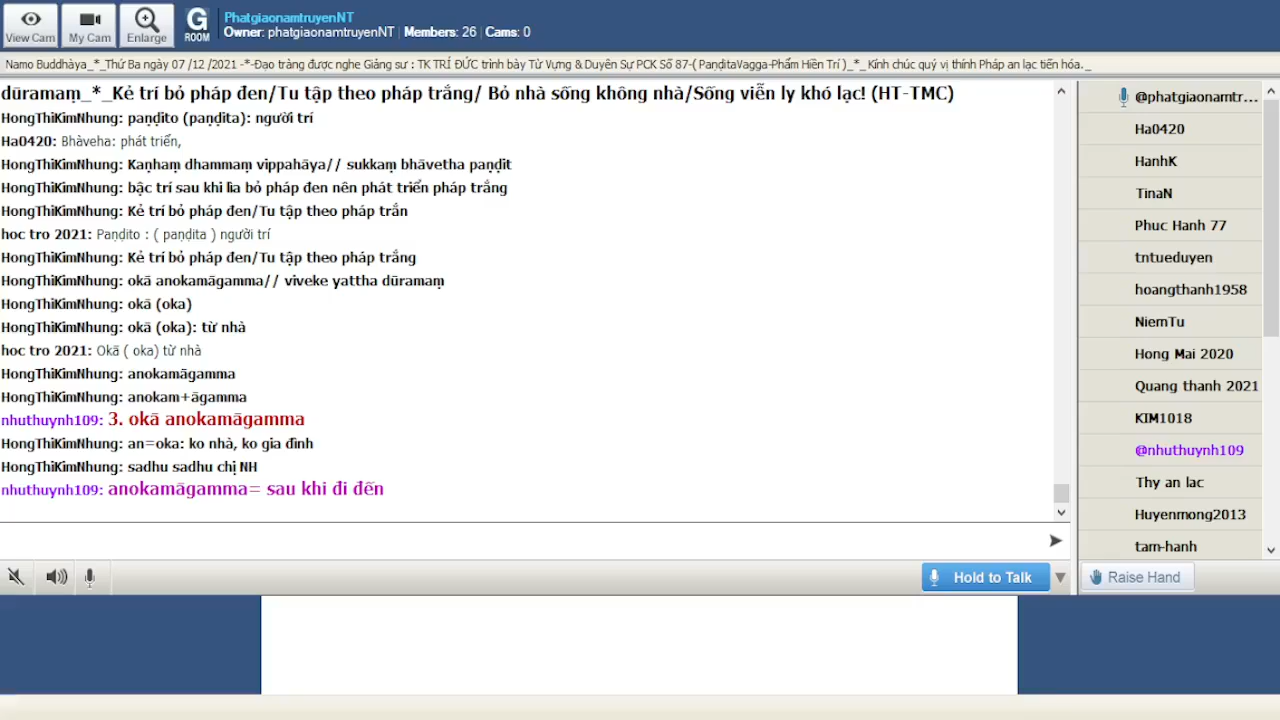 View Cam
My Cam
Enlarge
G
ROOM
PhatgiaonamtruyenNT
Owner: phatgiaonamtruyenNT | Members: 26 | Cams: 0
Namo Buddhàya_*_Thứ Ba ngày 07 /12 /2021 -*-Đạo tràng được nghe Giảng sư : TK TRÍ ĐỨC trình bày Từ Vựng & Duyên Sự PCK Số 87-( PaṇḍitaVagga-Phẩm Hiền Trí )_*_ Kính chúc quý vị thính Pháp an lạc tiến hóa. _
dūramaṃ_*_Kẻ trí bỏ pháp đen/Tu tập theo pháp trắng/ Bỏ nhà sống không nhà/Sống viễn ly khó lạc! (HT-TMC)
HongThiKimNhung: paṇḍito (paṇḍita): người trí
Ha0420: Bhàveha: phát triển,
HongThiKimNhung: Kaṇhaṃ dhammaṃ vippahāya// sukkaṃ bhāvetha paṇḍit
HongThiKimNhung: bậc trí sau khi lìa bỏ pháp đen nên phát triển pháp trắng
HongThiKimNhung: Kẻ trí bỏ pháp đen/Tu tập theo pháp trắn
hoc tro 2021: Paṇḍito : ( paṇḍita ) người trí
HongThiKimNhung: Kẻ trí bỏ pháp đen/Tu tập theo pháp trắng
HongThiKimNhung: okā anokamāgamma// viveke yattha dūramaṃ
HongThiKimNhung: okā (oka)
HongThiKimNhung: okā (oka): từ nhà
hoc tro 2021: Okā ( oka) từ nhà
HongThiKimNhung: anokamāgamma
HongThiKimNhung: anokam+āgamma
nhuthuynh109: 3. okā anokamāgamma
HongThiKimNhung: an=oka: ko nhà, ko gia đình
HongThiKimNhung: sadhu sadhu chị NH
nhuthuynh109: anokamāgamma= sau khi đi đến
@phatgiaonamtr...
Ha0420
HanhK
TinaN
Phuc Hanh 77
tntueduyen
hoangthanh1958
NiemTu
Hong Mai 2020
Quang thanh 2021
KIM1018
@nhuthuynh109
Thy an lac
Huyenmong2013
tam-hanh
Hold to Talk
Raise Hand